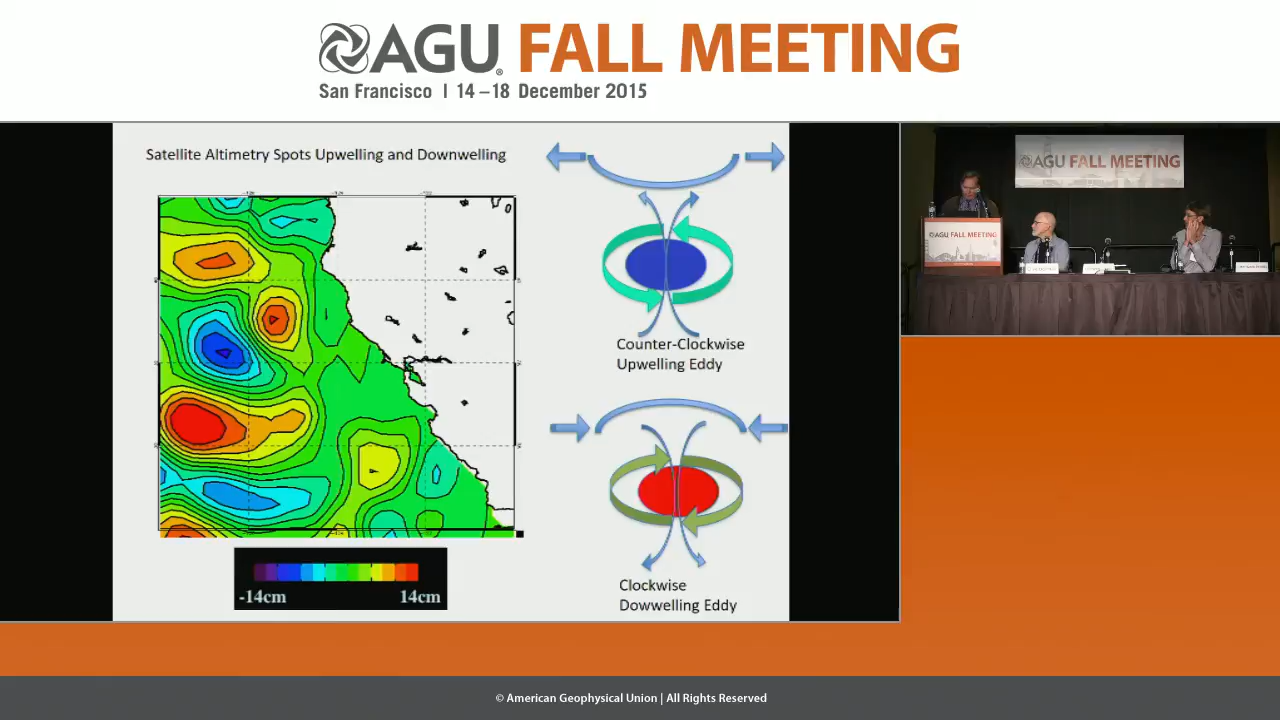 AGU FALL MEETING
San Francisco | 14–18 December 2015
Satellite Altimetry Spots Upwelling and Downwelling
Counter-Clockwise
Upwelling Eddy
Clockwise
Dowwelling Eddy
-14cm 14cm
AGU FALL MEETING
AGU FALL MEETING
© American Geophysical Union | All Rights Reserved